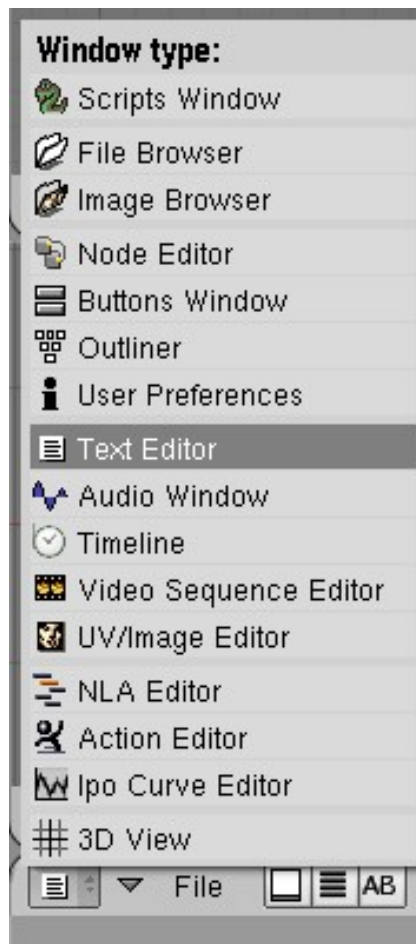 Window type:
Scripts Window
File Browser
Image Browser
Node Editor
Buttons Window
Outliner
User Preferences
Text Editor
Audio Window
Timeline
Video Sequence Editor
UV/Image Editor
NLA Editor
Action Editor
Ipo Curve Editor
3D View
File AB